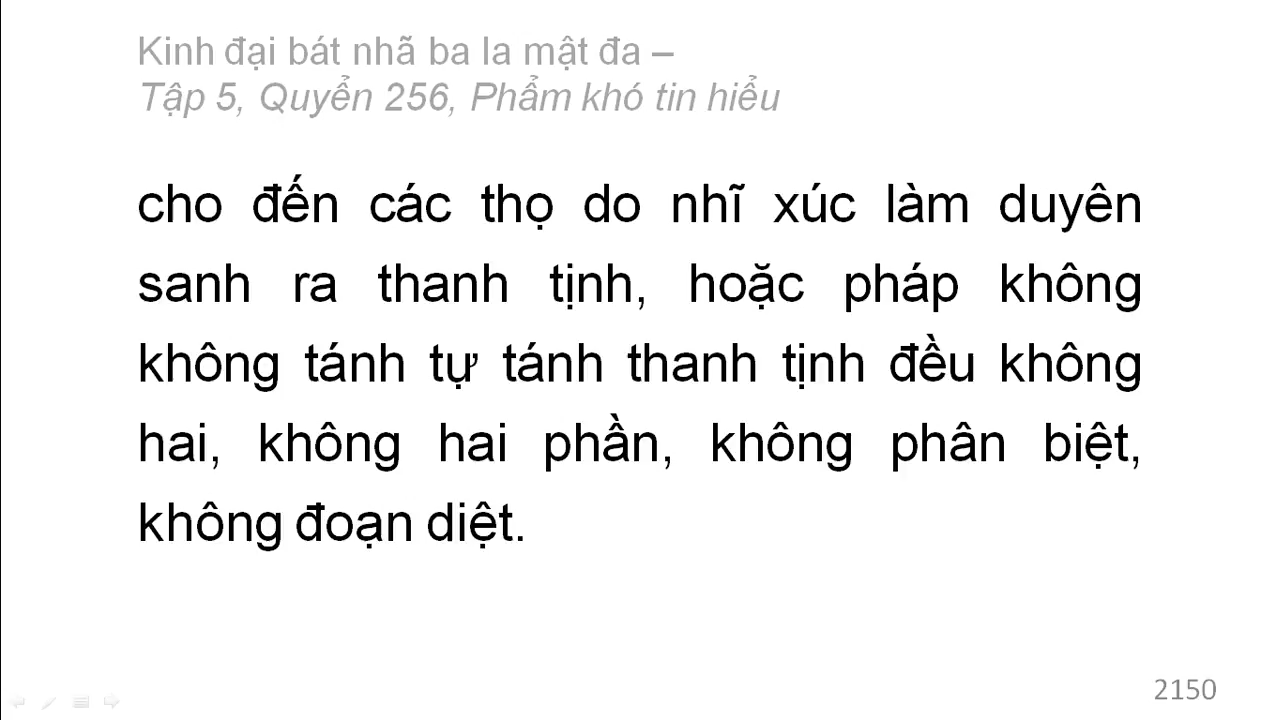 Kinh đại bát nhã ba la mật đa –
Tập 5, Quyển 256, Phẩm khó tin hiểu
cho đến các thọ do nhĩ xúc làm duyên
sanh ra thanh tịnh, hoặc pháp không
không tánh tự tánh thanh tịnh đều không
hai, không hai phần, không phân biệt,
không đoạn diệt.
2150